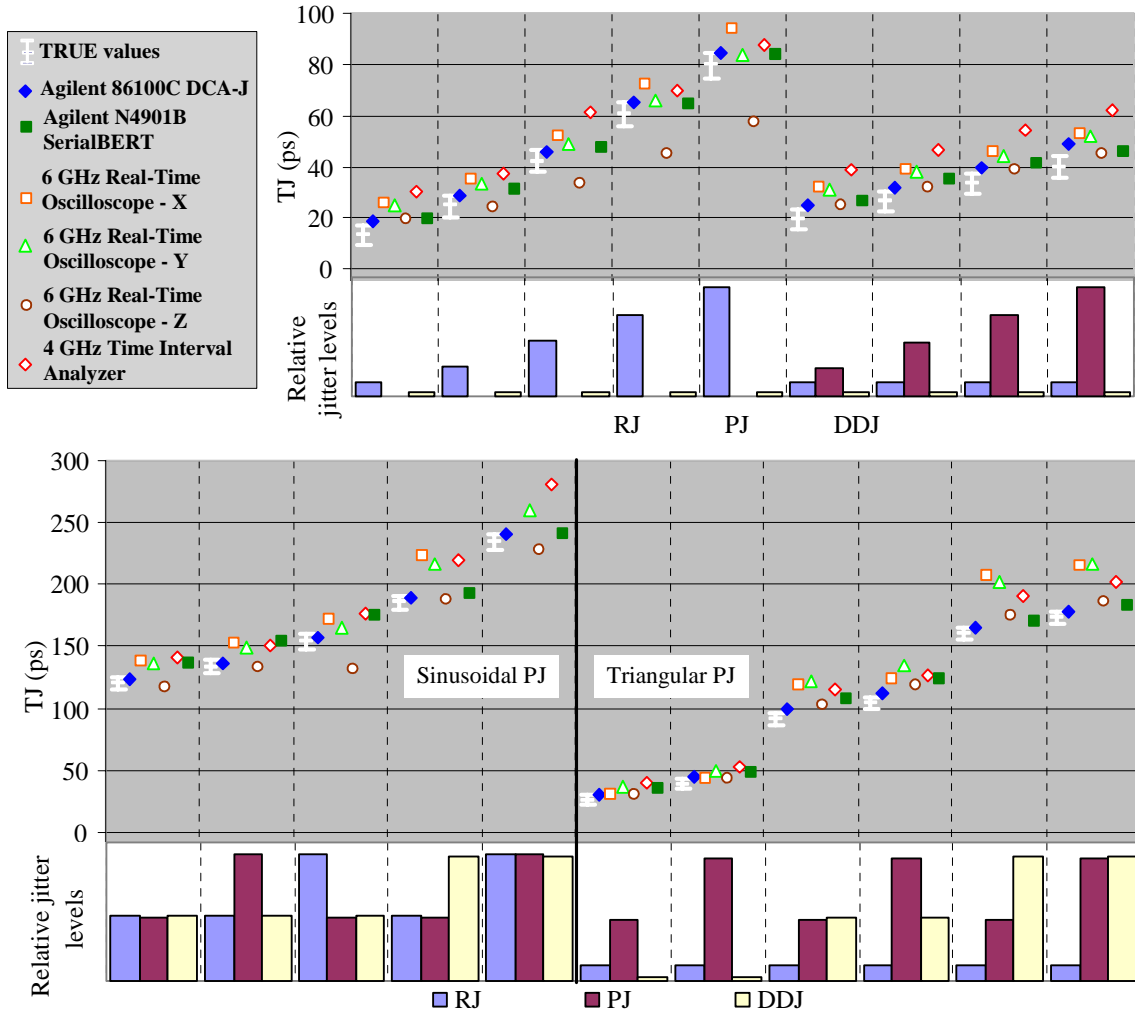 TRUE values
Agilent 86100C DCA-J
Agilent N4901B
SerialBERT
6 GHz Real-Time
Oscilloscope - X
6 GHz Real-Time
Oscilloscope - Y
6 GHz Real-Time
Oscilloscope - Z
4 GHz Time Interval
Analyzer
TJ (ps)
100
80
60
40
20
0
Relative
jitter levels
RJ PJ DDJ
TJ (ps)
300
250
200
150
100
50
0
Sinusoidal PJ
Triangular PJ
Relative jitter
levels
RJ PJ DDJ